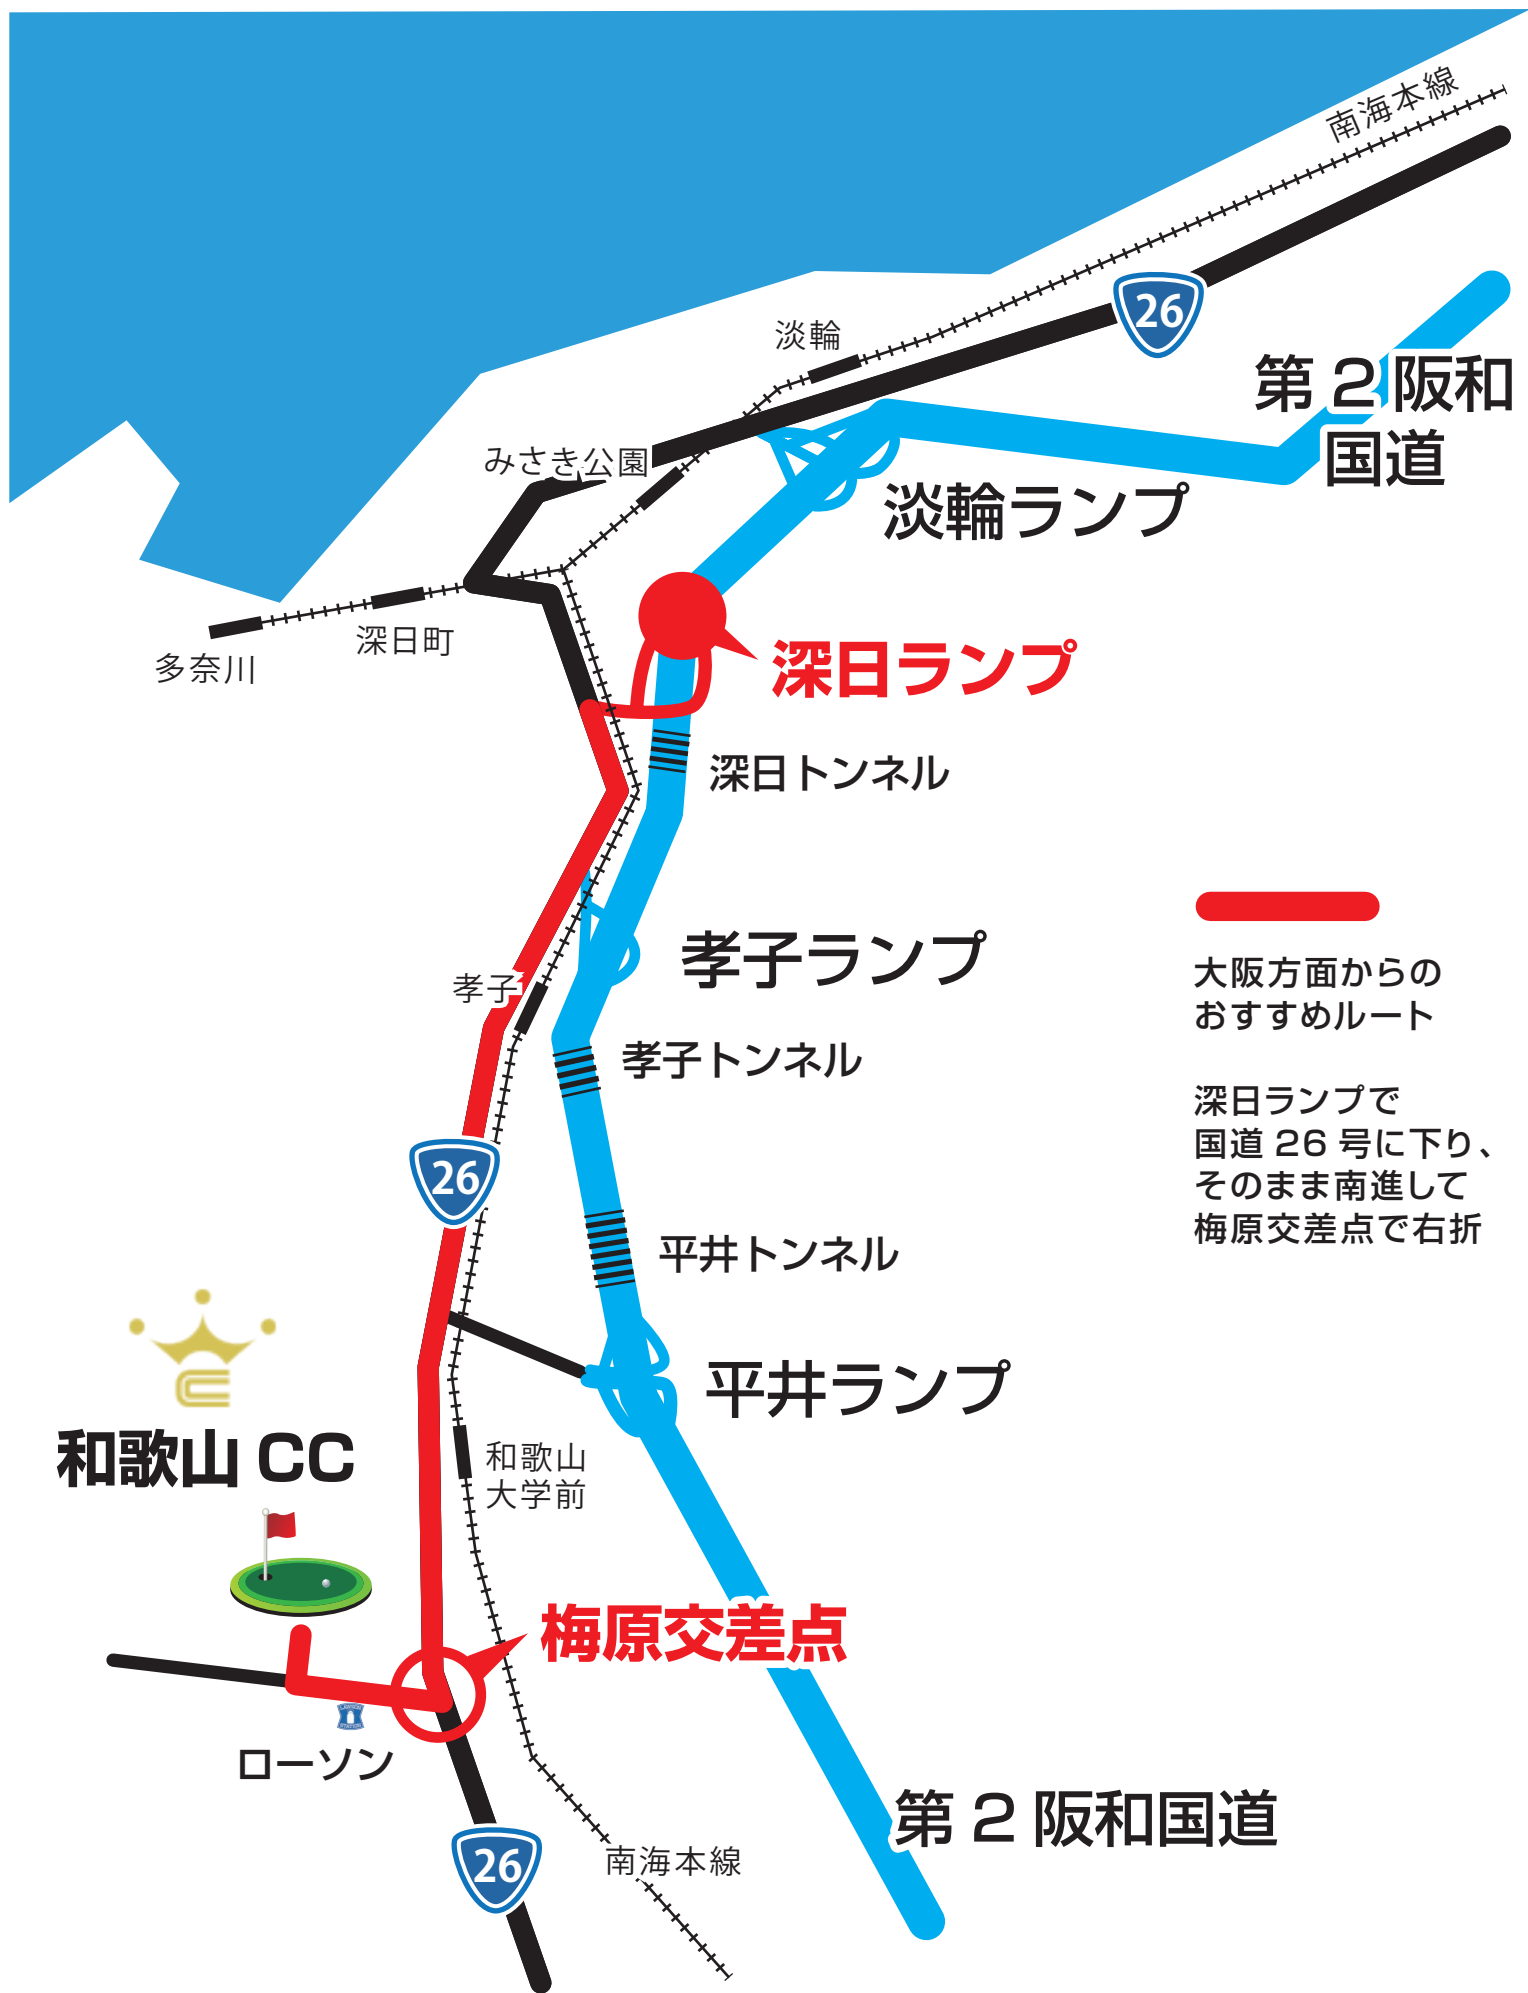 南海本線
26
淡輪
第2阪和
国道
みさき公園
淡輪ランプ
深日町
多奈川
深日ランプ
深日トンネル
孝子ランプ
孝子
孝子トンネル
大阪方面からの
おすすめルート
深日ランプで
国道26号に下り、
そのまま南進して
梅原交差点で右折
26
平井トンネル
平井ランプ
和歌山CC
和歌山
大学前
梅原交差点
LAWSON
STATION
ローソン
第2阪和国道
南海本線
26